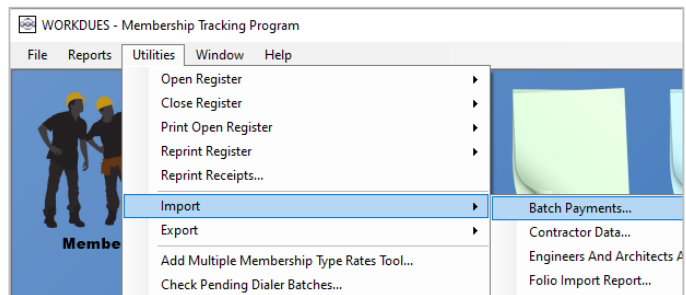 WORKDUES - Membership Tracking Program
File Reports Utilities Window Help
Open Register
Close Register
Print Open Register
Reprint Register
Reprint Receipts...
Import
Export
Add Multiple Membership Type Rates Tool...
Check Pending Dialer Batches...
Batch Payments...
Contractor Data...
Engineers And Architects A
Folio Import Report...
Membe